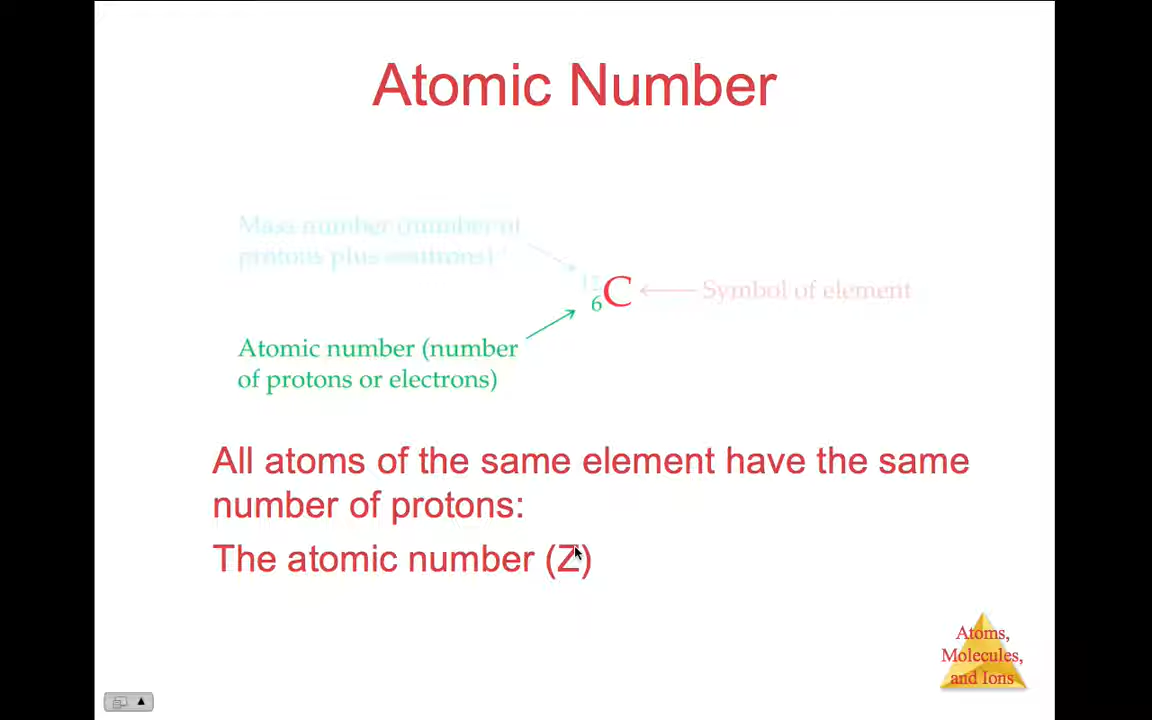 Atomic Number
Mass number (number of
protons plus neutrons)
12
6
C
Symbol of element
Atomic number (number
of protons or electrons)
All atoms of the same element have the same
number of protons:
The atomic number (Z)
Atoms,
Molecules,
and Ions